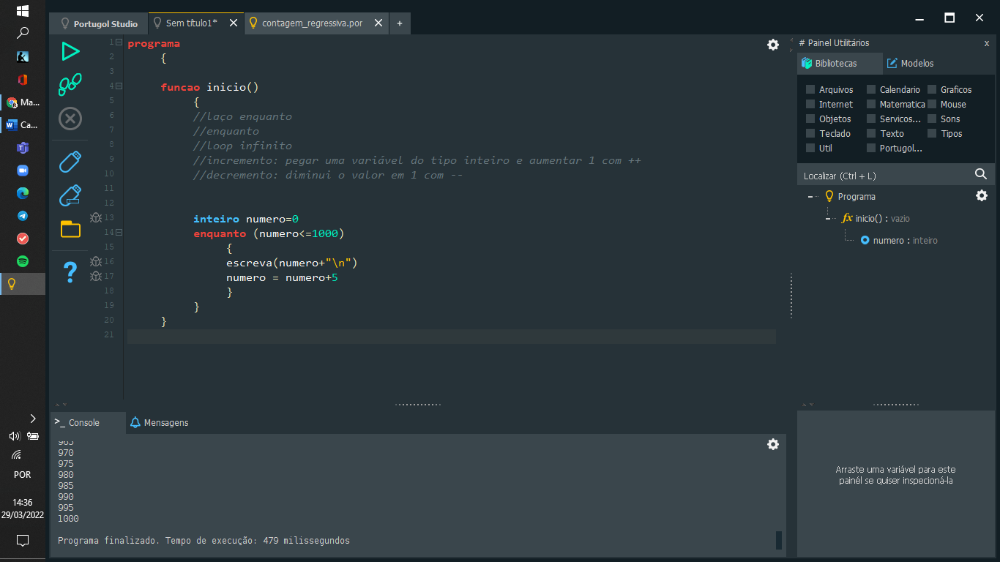 Portugol Studio
Sem título1*
contagem_regressiva.por
+
1 programa
2 {
3
4 funcao inicio()
5 {
6 //laço enquanto
7 //enquanto
8 //loop infinito
9 //incremento: pegar uma variável do tipo inteiro e aumentar 1 com ++
10 //decremento: diminui o valor em 1 com --
11
12
13 inteiro numero=0
14 enquanto (numero<=1000)
15 {
16 escreva(numero+"\n")
17 numero = numero+5
18 }
19 }
20 }
21
# Painel Utilitários x
Bibliotecas Modelos
Arquivos Calendario Graficos
Internet Matematica Mouse
Objetos Servicos... Sons
Teclado Texto Tipos
Util Portugol...
Localizar (Ctrl + L)
Programa
fx inicio() : vazio
numero : inteiro
Arraste uma variável para este
painél se quiser inspecioná-la
>_ Console Mensagens
965
970
975
980
985
990
995
1000
Programa finalizado. Tempo de execução: 479 milissegundos
Ma...
Ca...
POR
14:36
29/03/2022